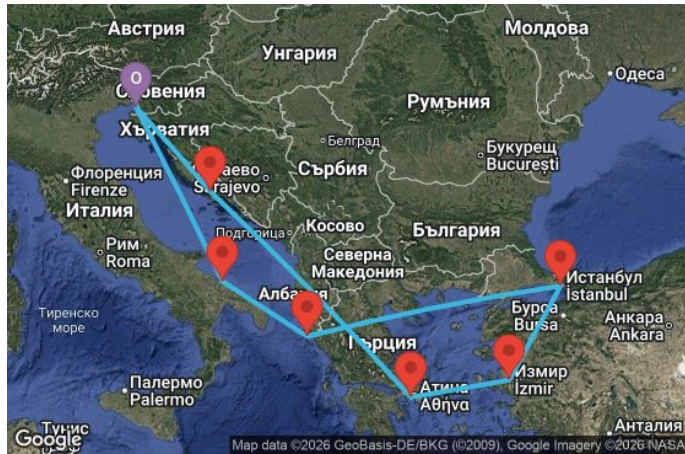 Австрия
Молдова
Унгария
O
Одеса
Словения
Румъния
Хърватия
Белград
Букурещ
București
Флоренция
Firenze
Сараево
Sarajevo
Сърбия
Италия
Подгорица
Косово
България
Рим
Roma
Северна
Македония
Албания
Истанбул
İstanbul
Тиренско
море
Бурса
Bursa
Анкара
Ankara
Гърция
Палермо
Palermo
Атина
Αθήνα
Измир
İzmir
Тунис
Анталия
Google
Map data ©2026 GeoBasis-DE/BKG (©2009), Google Imagery ©2026 NASA